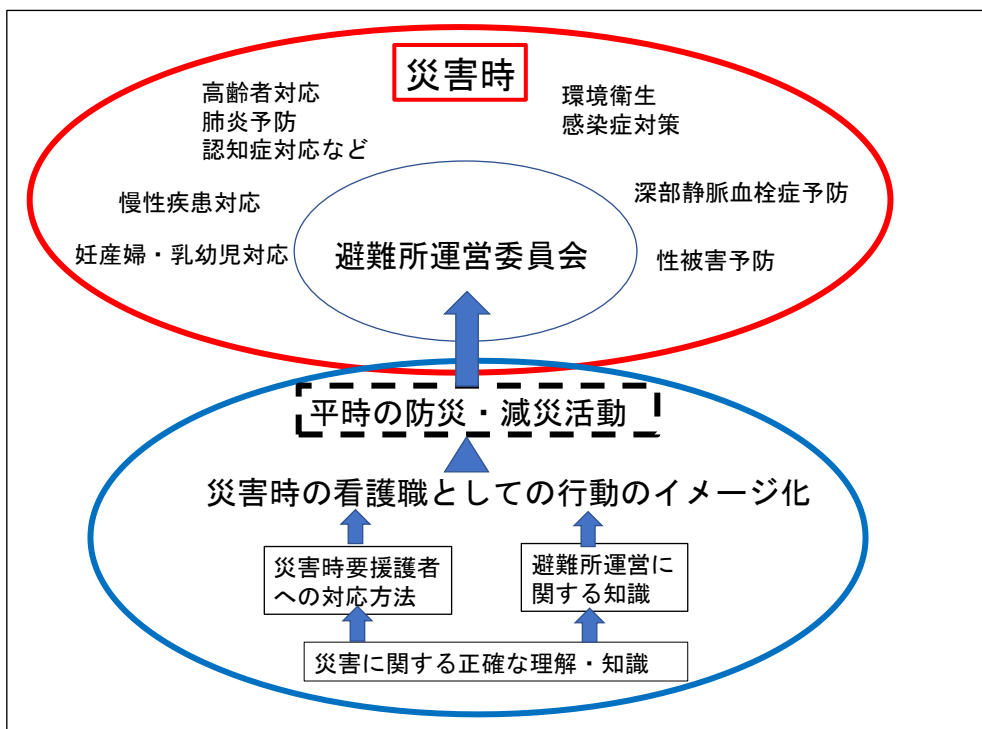 災害時
高齢者対応
肺炎予防
認知症対応など
環境衛生
感染症対策
慢性疾患対応
深部静脈血栓症予防
妊産婦・乳幼児対応
避難所運営委員会
性被害予防
平時の防災・減災活動
災害時の看護職としての行動のイメージ化
災害時要援護者
への対応方法
避難所運営に
関する知識
災害に関する正確な理解・知識